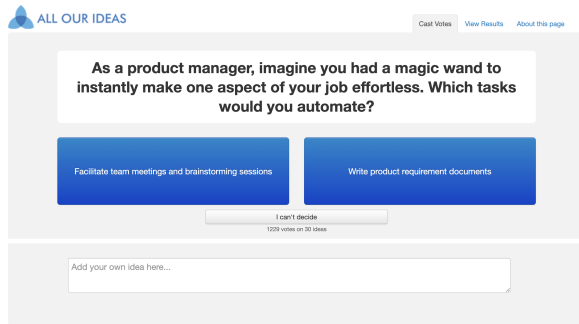 ALL OUR IDEAS
Cast Votes
View Results
About this page
As a product manager, imagine you had a magic wand to
instantly make one aspect of your job effortless. Which tasks
would you automate?
Facilitate team meetings and brainstorming sessions
Write product requirement documents
I can't decide
1229 votes on 30 ideas
Add your own idea here...